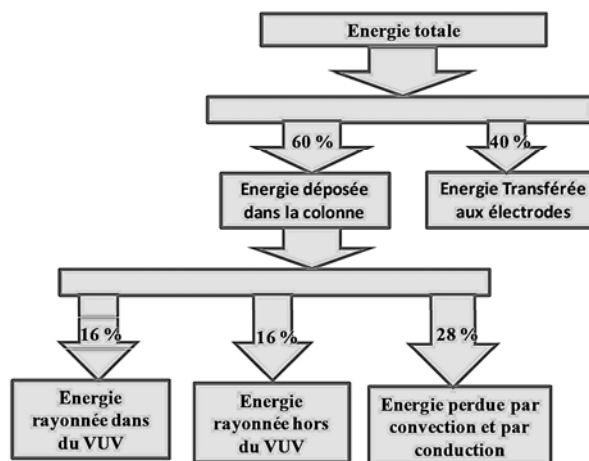 Energie totale
60 %
40 %
Energie déposée
dans la colonne
Energie Transférée
aux électrodes
16 %
16 %
28 %
Energie
rayonnée dans
du VUV
Energie
rayonnée hors
du VUV
Energie perdue par
convection et par
conduction